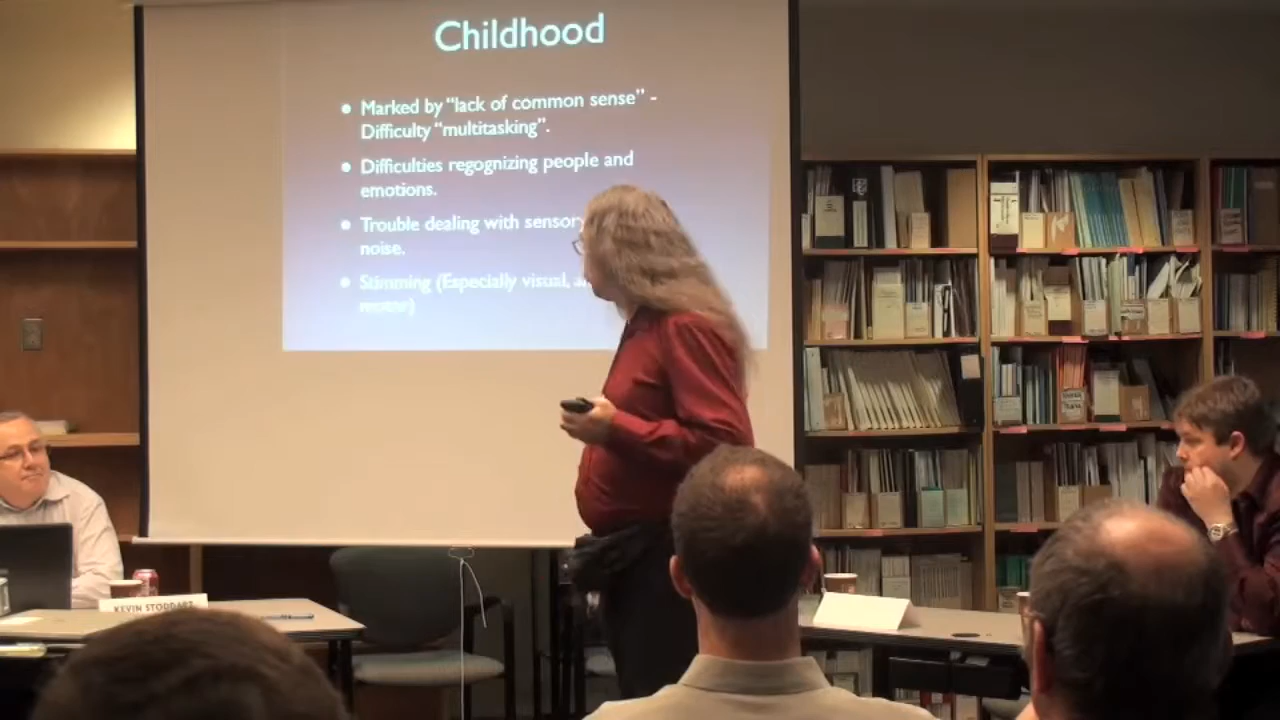 Childhood
• Marked by “lack of common sense” -
Difficulty “multitasking”.
• Difficulties regognizing people and
emotions.
• Trouble dealing with sensory
noise.
• Stimming (Especially visual,
motor)
KEVIN STODDART